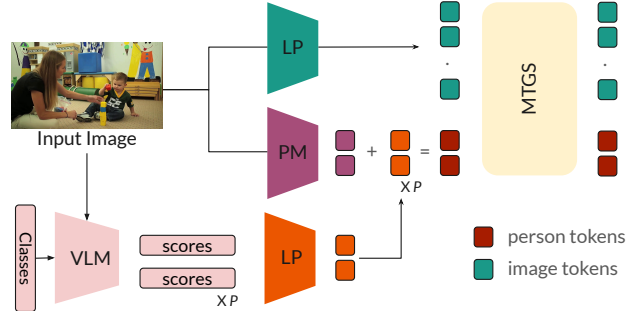 LP
Input Image
PM
+
=
X P
MTGS
Classes
VLM
scores
scores
X P
LP
person tokens
image tokens